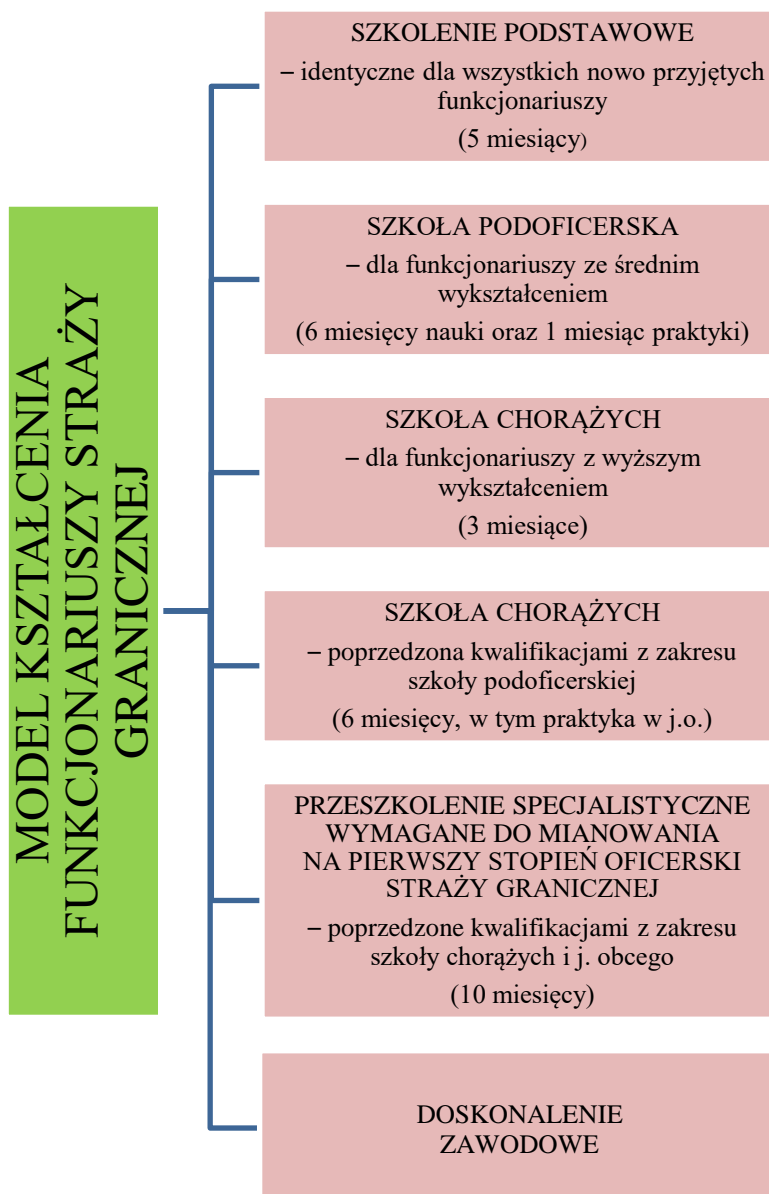 MODEL KSZTAŁCENIA
FUNKCJONARIUSZY STRAŻY
GRANICZNEJ
SZKOLENIE PODSTAWOWE
– identyczne dla wszystkich nowo przyjętych
funkcjonariuszy
(5 miesięcy)
SZKOŁA PODOFICERSKA
– dla funkcjonariuszy ze średnim
wykształceniem
(6 miesięcy nauki oraz 1 miesiąc praktyki)
SZKOŁA CHORĄŻYCH
– dla funkcjonariuszy z wyższym
wykształceniem
(3 miesiące)
SZKOŁA CHORĄŻYCH
– poprzedzona kwalifikacjami z zakresu
szkoły podoficerskiej
(6 miesięcy, w tym praktyka w j.o.)
PRZESZKOLENIE SPECJALISTYCZNE
WYMAGANE DO MIANOWANIA
NA PIERWSZY STOPIEŃ OFICERSKI
STRAŻY GRANICZNEJ
– poprzedzone kwalifikacjami z zakresu
szkoły chorążych i j. obcego
(10 miesięcy)
DOSKONALENIE
ZAWODOWE